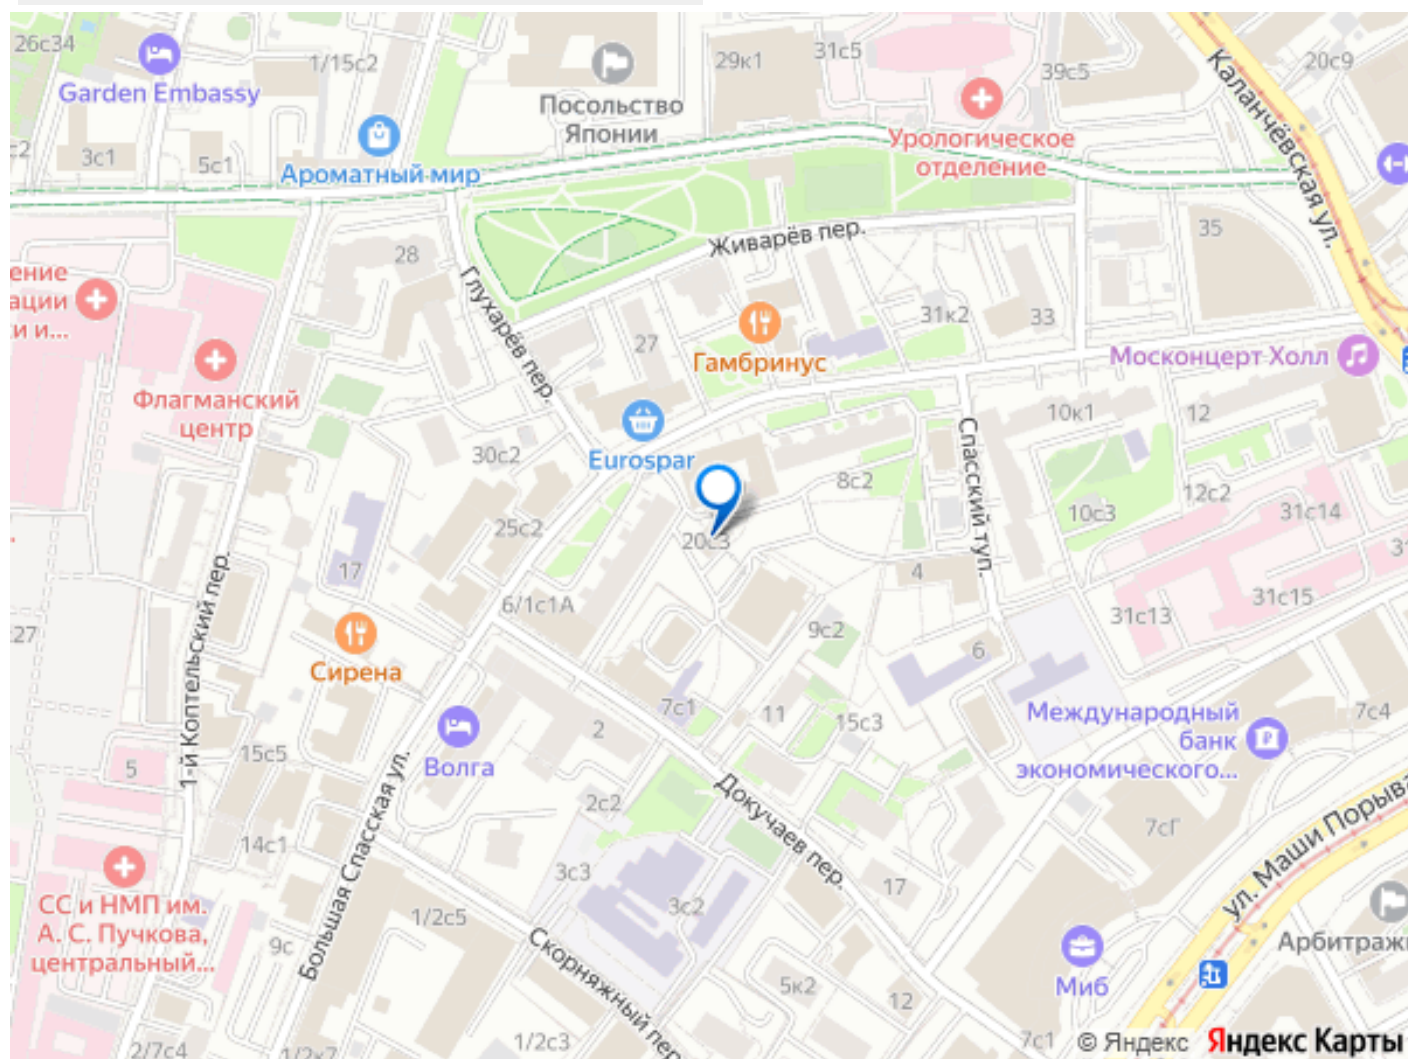 26с34
Garden Embassy
1/15с2
Посольство
Японии
29к1
31с5
39с5
Каланчёвская ул.
20с9
с2
3с1
5с1
Ароматный мир
Урологическое
отделение
28
Живарёв пер.
35
ение
ации
и и...
Глухарёв пер.
27
Гамбринус
31к2
33
Москонцерт Холл
Флагманский
центр
30с2
Eurospar
8с2
Спасский туп.
10к1
12
12с2
10с3
31с14
25с2
20с3
17
6/1с1А
4
31с13
31с15
27
1-й Коптельский пер.
Сирена
9с2
6
7с1
11
15с3
Международный
банк
экономического...
7с4
2
Волга
15с5
5
Большая Спасская ул.
2с2
Докучаев пер.
7сГ
ул. Маши Порыва
14с1
3с3
17
СС и НМП им.
А. С. Пучкова,
центральный...
9с
1/2с5
3с2
Скорняжный пер
Арбитражн
5к2
12
Миб
2/7с4
1/2к7
1/2с3
7с1
© Яндекс Яндекс Карты